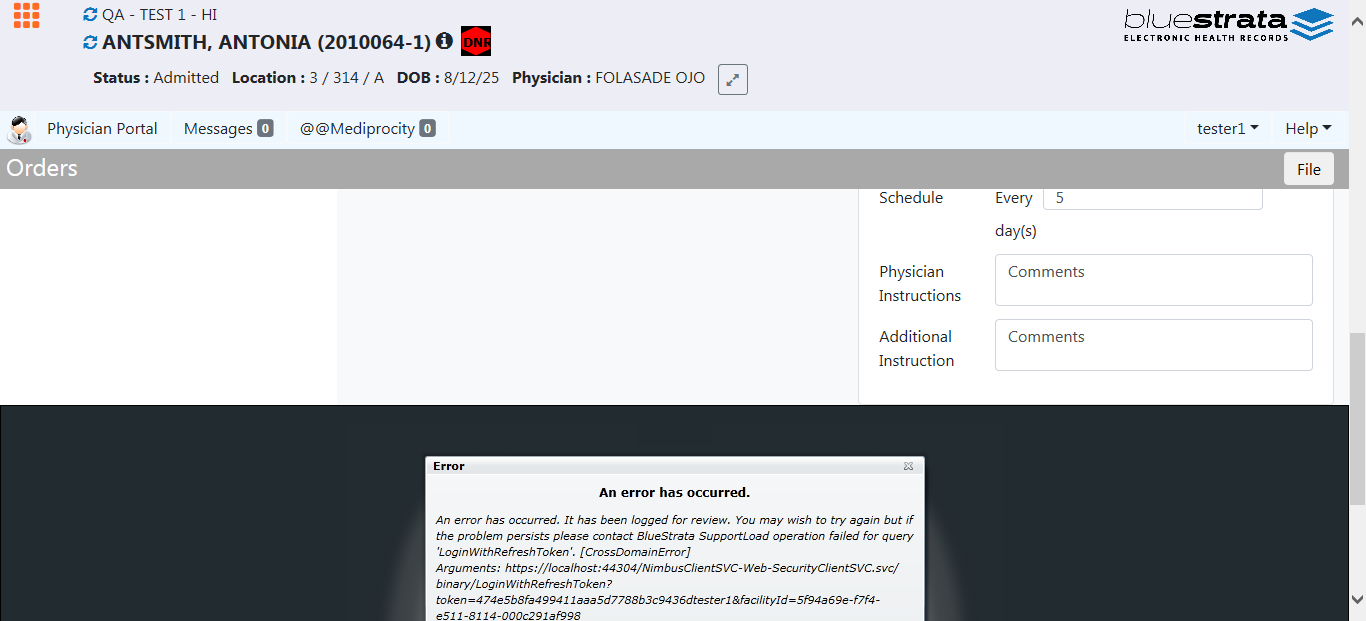 QA - TEST 1 - HI
ANTSMITH, ANTONIA (2010064-1)
DNR
bluestrata
ELECTRONIC HEALTH RECORDS
Status : Admitted Location : 3 / 314 / A DOB : 8/12/25 Physician : FOLASADE OJO
Physician Portal Messages 0 @@Mediprocity 0 tester1 Help
Orders File
Schedule Every 5
day(s)
Physician Comments
Instructions
Additional Comments
Instruction
Error
An error has occurred.
An error has occurred. It has been logged for review. You may wish to try again but if
the problem persists please contact BlueStrata SupportLoad operation failed for query
'LoginWithRefreshToken'. [CrossDomainError]
Arguments: https://localhost:44304/NimbusClientSVC-Web-SecurityClientSVC.svc/
binary/LoginWithRefreshToken?
token=474e5b8fa499411aaa5d7788b3c9436dtester1&facilityId=5f94a69e-f7f4-
e511-8114-000c291af998